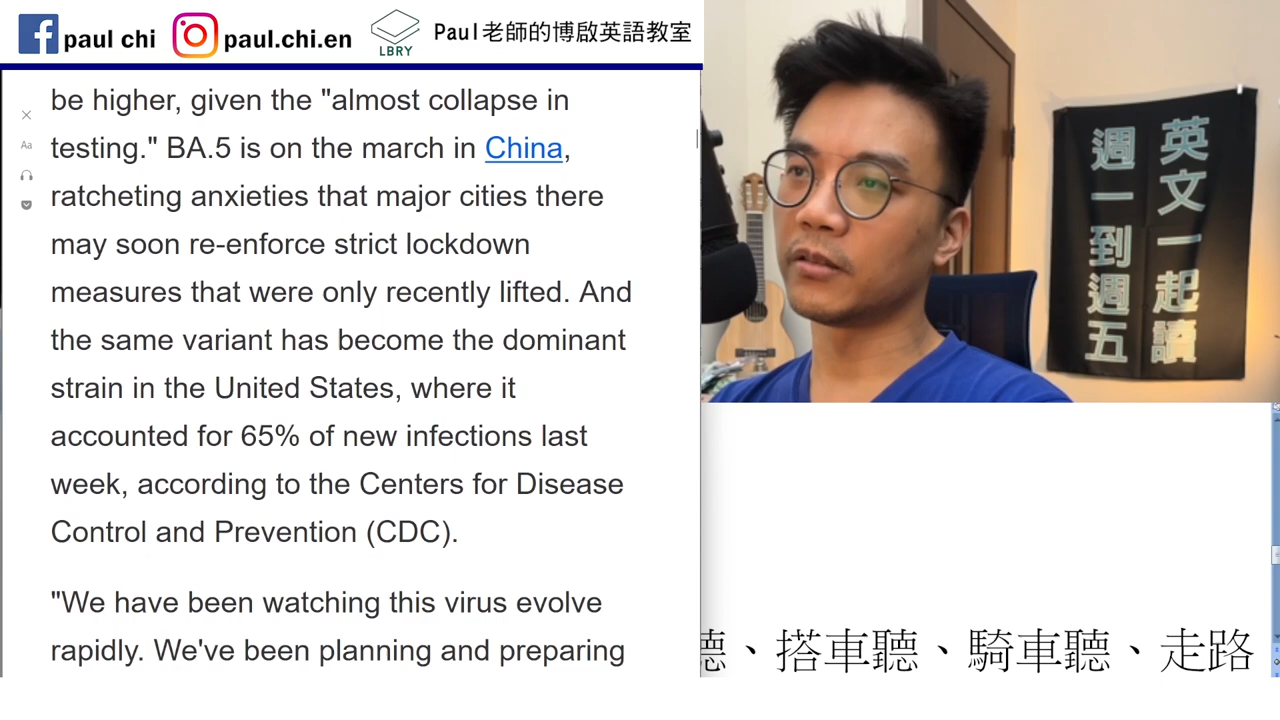 paul chi
paul.chi.en
LBRY
Paul老師的博啟英語教室
be higher, given the "almost collapse in
testing." BA.5 is on the march in China,
ratcheting anxieties that major cities there
may soon re-enforce strict lockdown
measures that were only recently lifted. And
the same variant has become the dominant
strain in the United States, where it
accounted for 65% of new infections last
week, according to the Centers for Disease
Control and Prevention (CDC).
"We have been watching this virus evolve
rapidly. We've been planning and preparing
Aa
英文一起讀
週一到週五
聽、搭車聽、騎車聽、走路